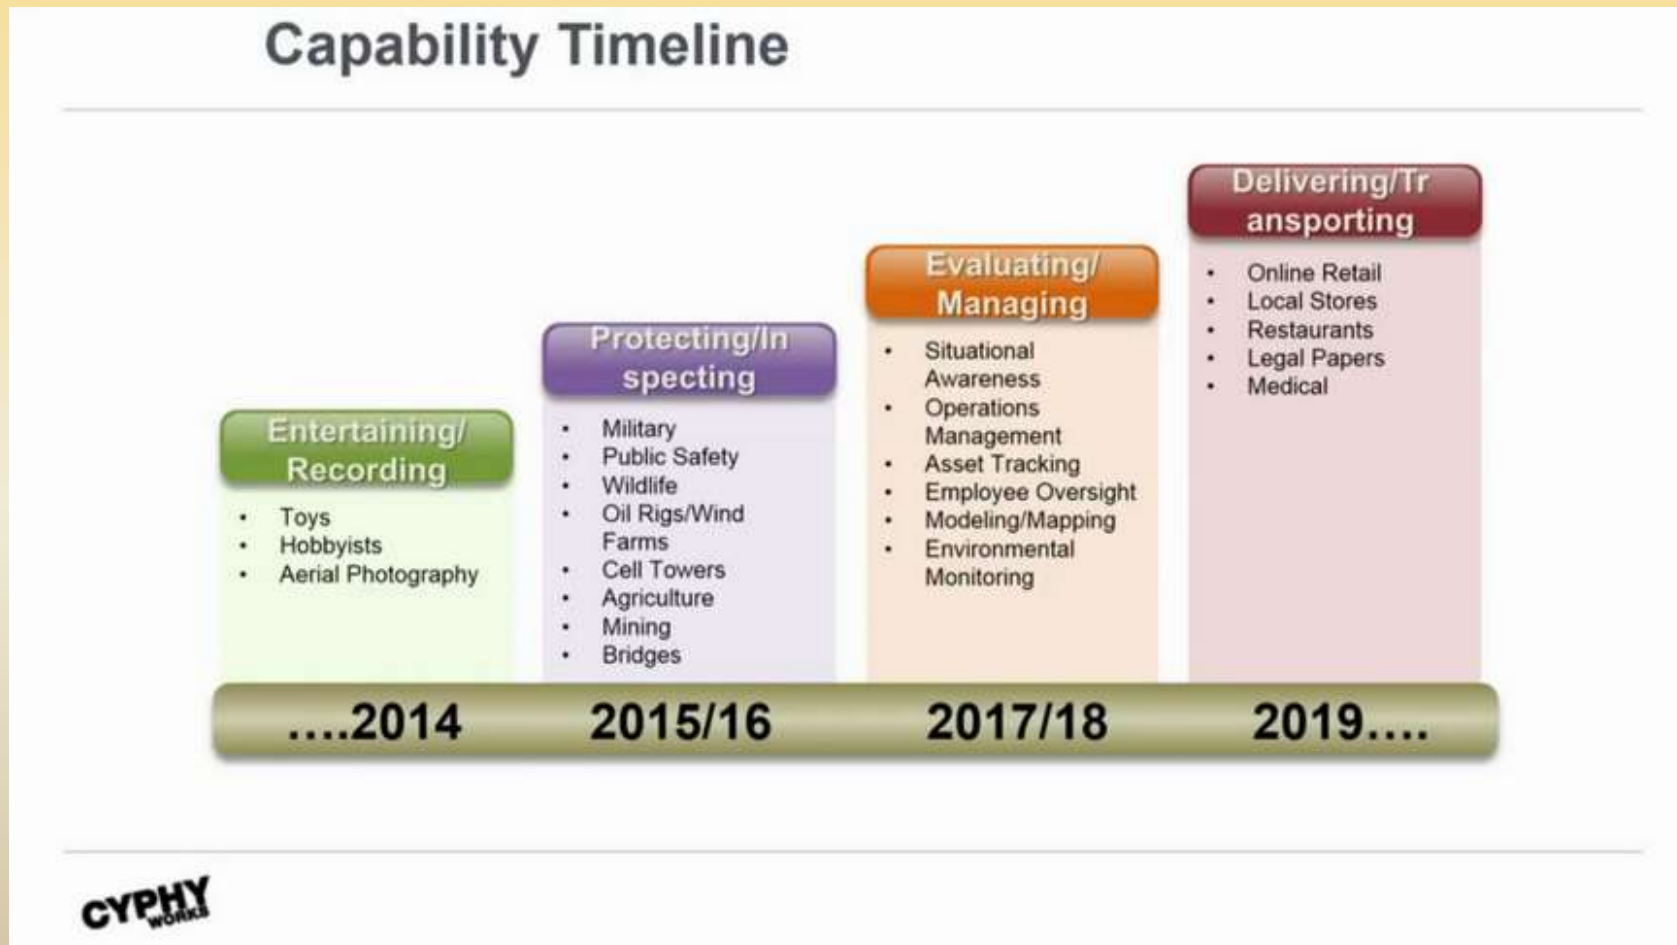 Capability Timeline
Entertaining/
Recording
• Toys
• Hobbyists
• Aerial Photography
Protecting/In
specting
• Military
• Public Safety
• Wildlife
• Oil Rigs/Wind
Farms
• Cell Towers
• Agriculture
• Mining
• Bridges
Evaluating/
Managing
• Situational
Awareness
• Operations
Management
• Asset Tracking
• Employee Oversight
• Modeling/Mapping
• Environmental
Monitoring
Delivering/Tr
ansporting
• Online Retail
• Local Stores
• Restaurants
• Legal Papers
• Medical
....2014 2015/16 2017/18 2019....
CYPHY
WORKS